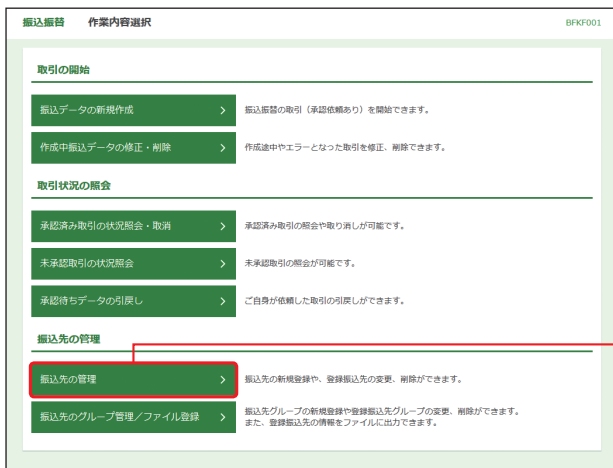 振込振替 作業内容選択 BFKF001
取引の開始
振込データの新規作成 振込振替の取引（承認依頼あり）を開始できます。
作成中振込データの修正・削除 作成途中やエラーとなった取引を修正、削除できます。
取引状況の照会
承認済み取引の状況照会・取消 承認済み取引の照会や取り消しが可能です。
未承認取引の状況照会 未承認取引の照会が可能です。
承認待ちデータの引戻し ご自身が依頼した取引の引戻しができます。
振込先の管理
振込先の管理 振込先の新規登録や、登録振込先の変更、削除ができます。
振込先のグループ管理／ファイル登録 振込先グループの新規登録や登録振込先グループの変更、削除ができます。
また、登録振込先の情報をファイルに出力できます。